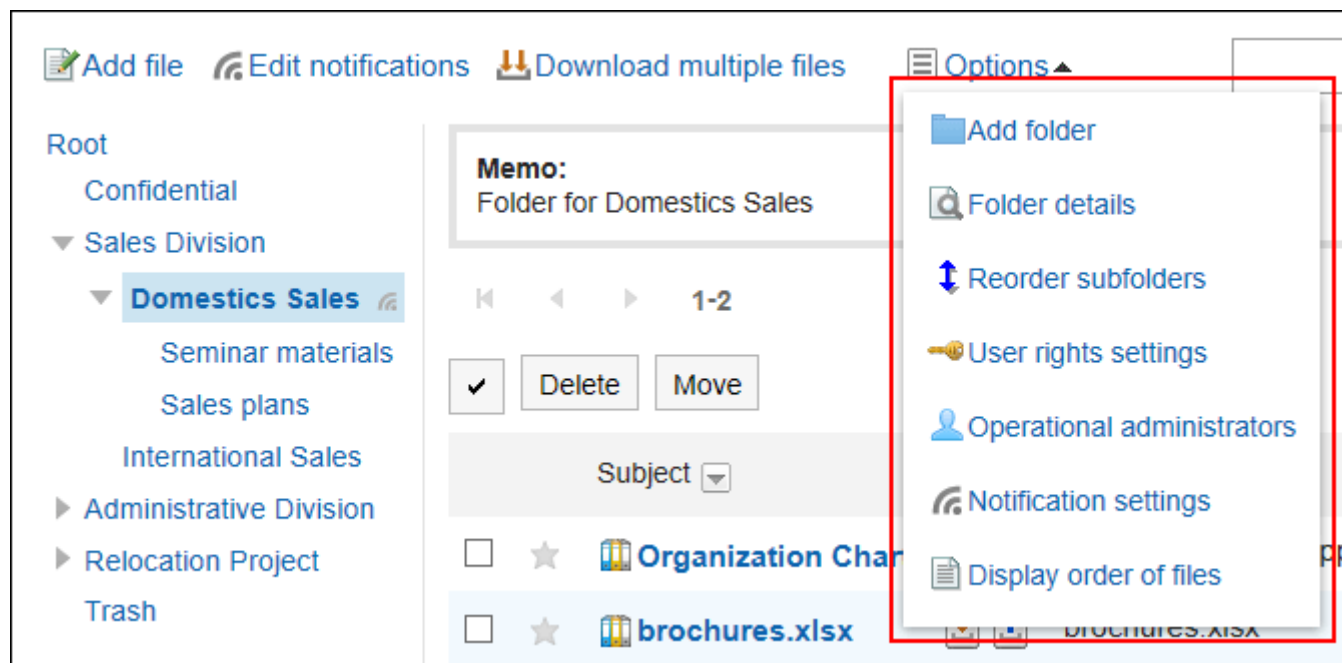 Add file Edit notifications Download multiple files Options
Root
Confidential
Sales Division
Domestics Sales
Seminar materials
Sales plans
International Sales
Administrative Division
Relocation Project
Trash
Memo:
Folder for Domestics Sales
1-2
Delete Move
Subject
Organization Char
brochures.xlsx brochures.xlsx
Add folder
Folder details
Reorder subfolders
User rights settings
Operational administrators
Notification settings
Display order of files